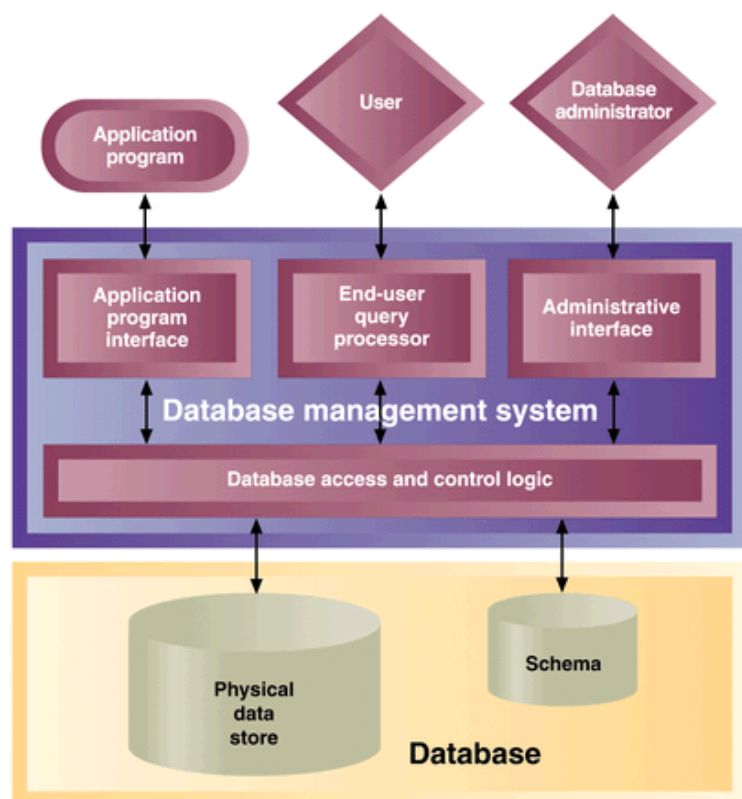 Application
program
User
Database
administrator
Application
program
interface
End-user
query
processor
Administrative
interface
Database management system
Database access and control logic
Physical
data
store
Schema
Database